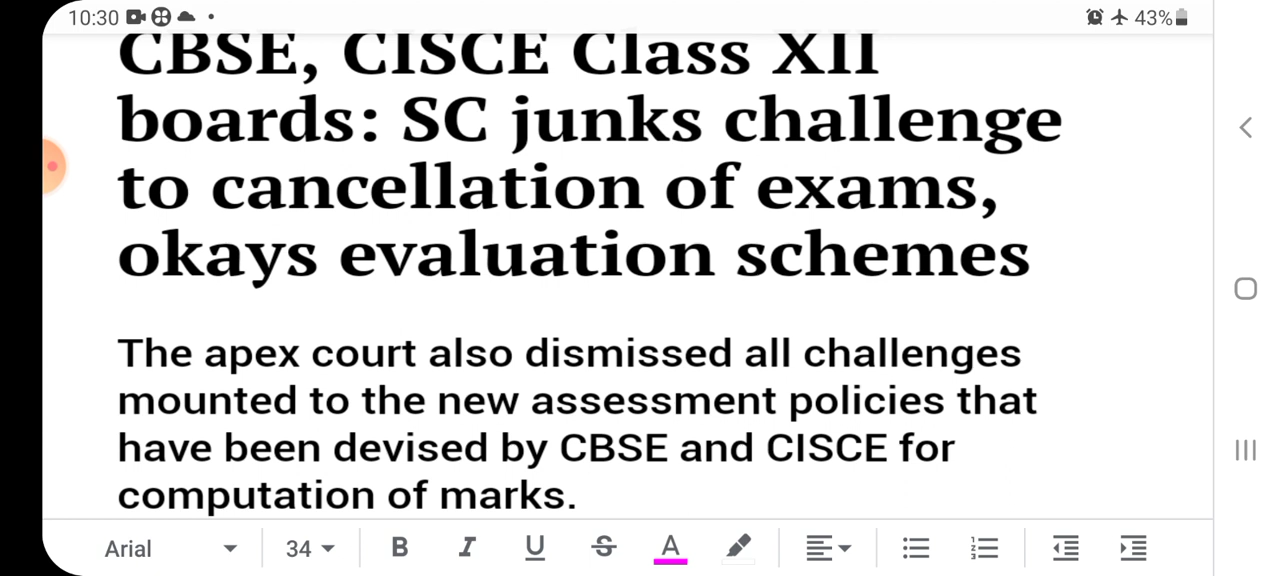 10:30
43%
CBSE, CISCE Class XII
boards: SC junks challenge
to cancellation of exams,
okays evaluation schemes
The apex court also dismissed all challenges
mounted to the new assessment policies that
have been devised by CBSE and CISCE for
computation of marks.
Arial 34 B I U S A